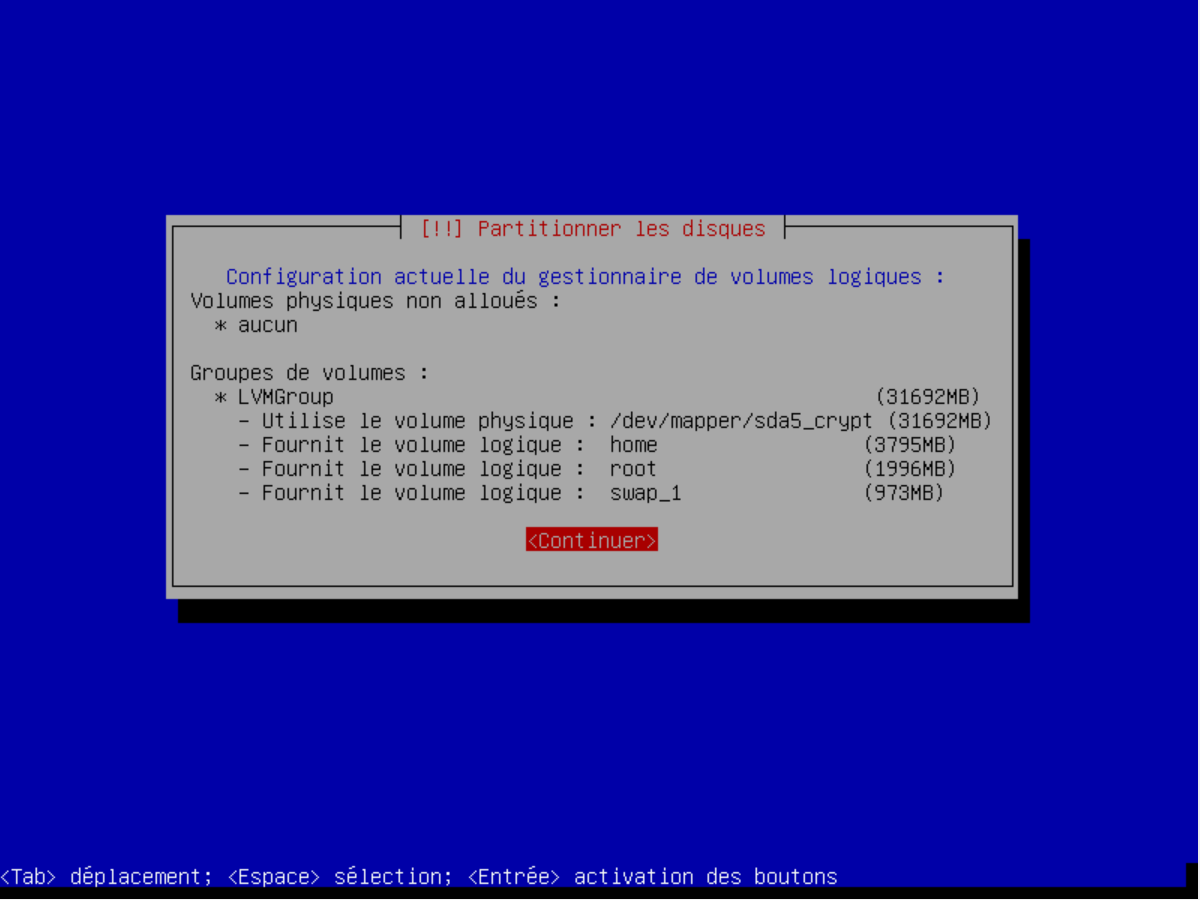 [!!] Partitionner les disques
Configuration actuelle du gestionnaire de volumes logiques :
Volumes physiques non alloués :
* aucun
Groupes de volumes :
* LVMGroup (31692MB)
- Utilise le volume physique : /dev/mapper/sda5_crypt (31692MB)
- Fournit le volume logique : home (3795MB)
- Fournit le volume logique : root (1996MB)
- Fournit le volume logique : swap_1 (973MB)
<Continuer>
<Tab> déplacement; <Espace> sélection; <Entrée> activation des boutons